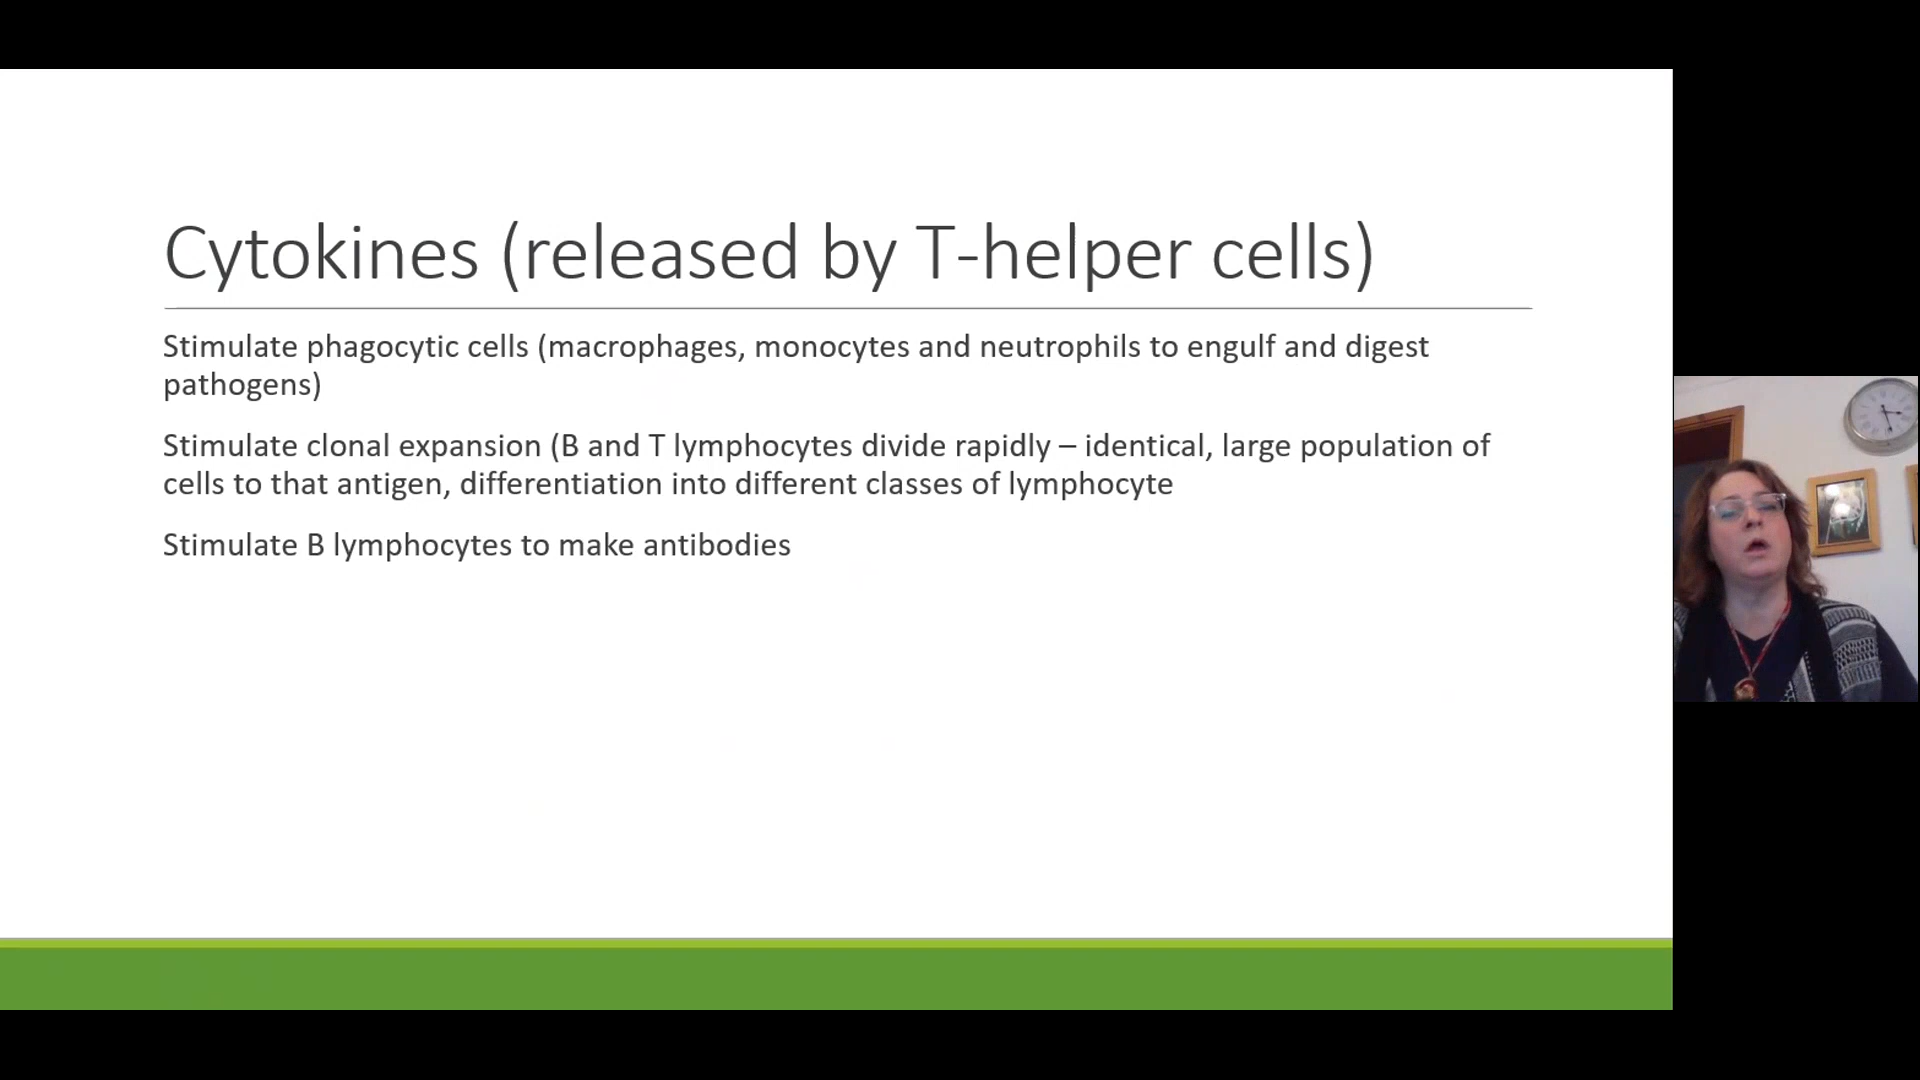 Cytokines (released by T-helper cells)
Stimulate phagocytic cells (macrophages, monocytes and neutrophils to engulf and digest
pathogens)
Stimulate clonal expansion (B and T lymphocytes divide rapidly – identical, large population of
cells to that antigen, differentiation into different classes of lymphocyte
Stimulate B lymphocytes to make antibodies